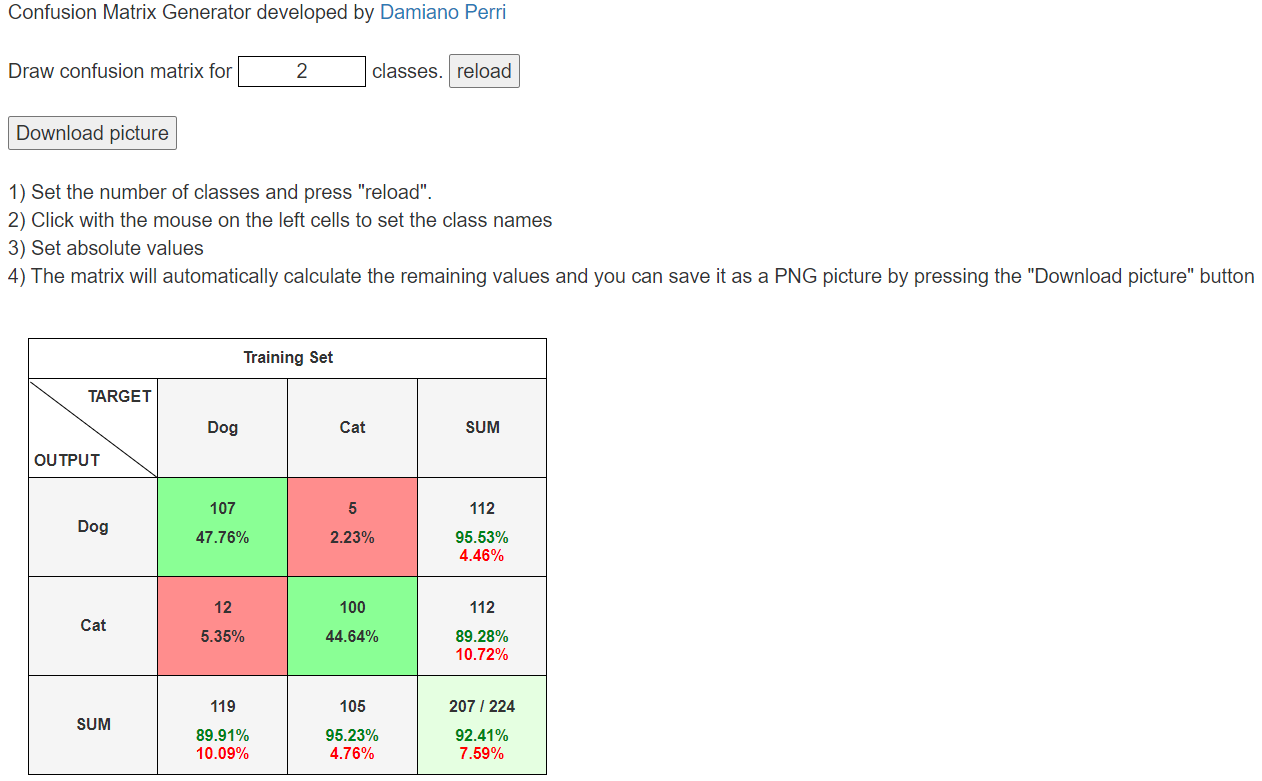 Confusion Matrix Generator developed by Damiano Perri
Draw confusion matrix for 2 classes. reload
Download picture
1) Set the number of classes and press "reload".
2) Click with the mouse on the left cells to set the class names
3) Set absolute values
4) The matrix will automatically calculate the remaining values and you can save it as a PNG picture by pressing the "Download picture" button
Training Set
TARGET
OUTPUT
Dog Cat SUM
Dog
107 5 112
47.76% 2.23% 95.53%
4.46%
Cat
12 100 112
5.35% 44.64% 89.28%
10.72%
SUM
119 105 207 / 224
89.91% 95.23% 92.41%
10.09% 4.76% 7.59%